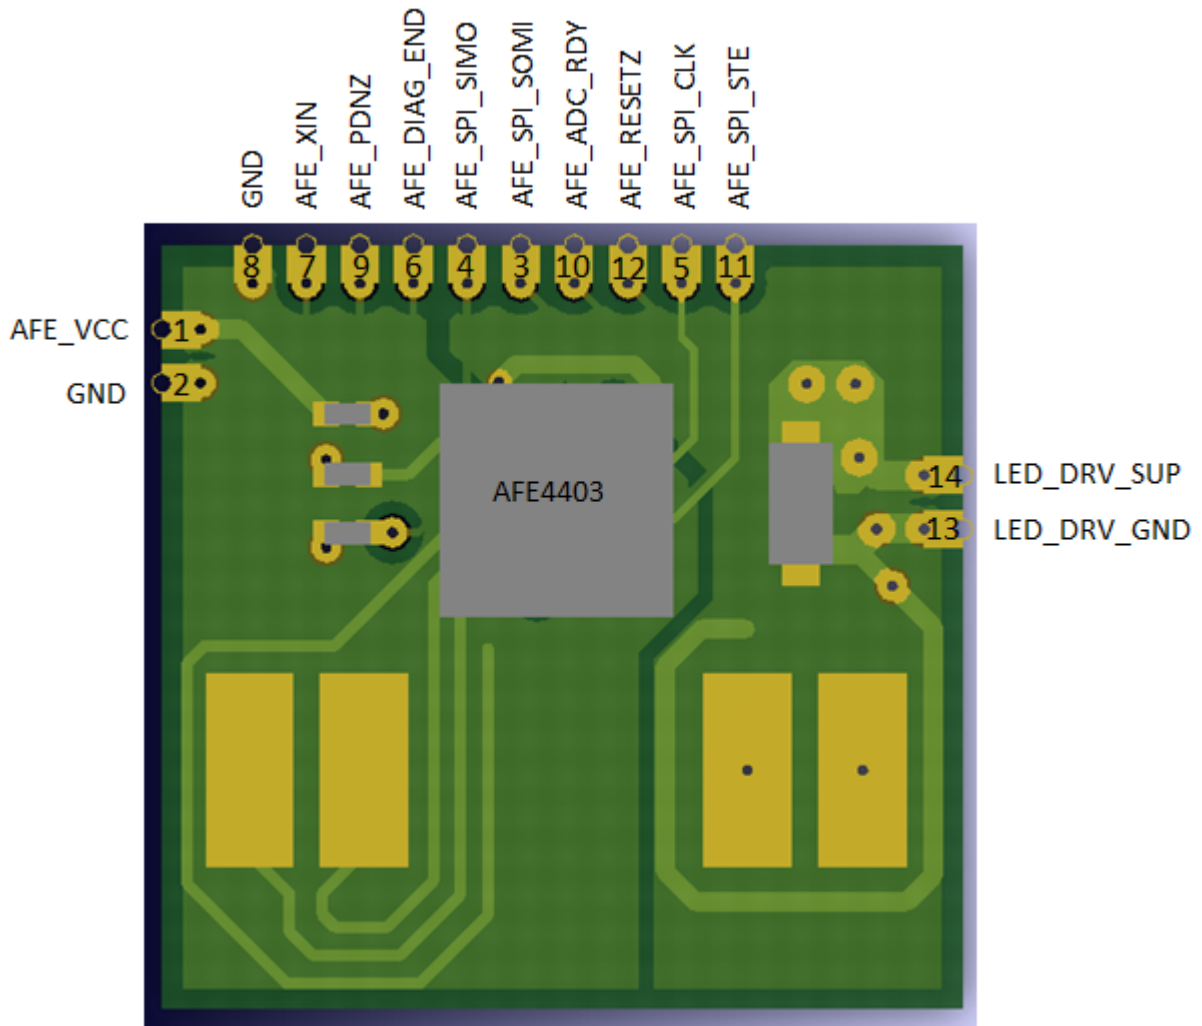 GND
AFE_XIN
AFE_PDNZ
AFE_DIAG_END
AFE_SPI_SIMO
AFE_SPI_SOMI
AFE_ADC_RDY
AFE_RESETZ
AFE_SPI_CLK
AFE_SPI_STE
8 7 9 6 4 3 10 12 5 11
AFE_VCC 1
GND 2
AFE4403
14 LED_DRV_SUP
13 LED_DRV_GND